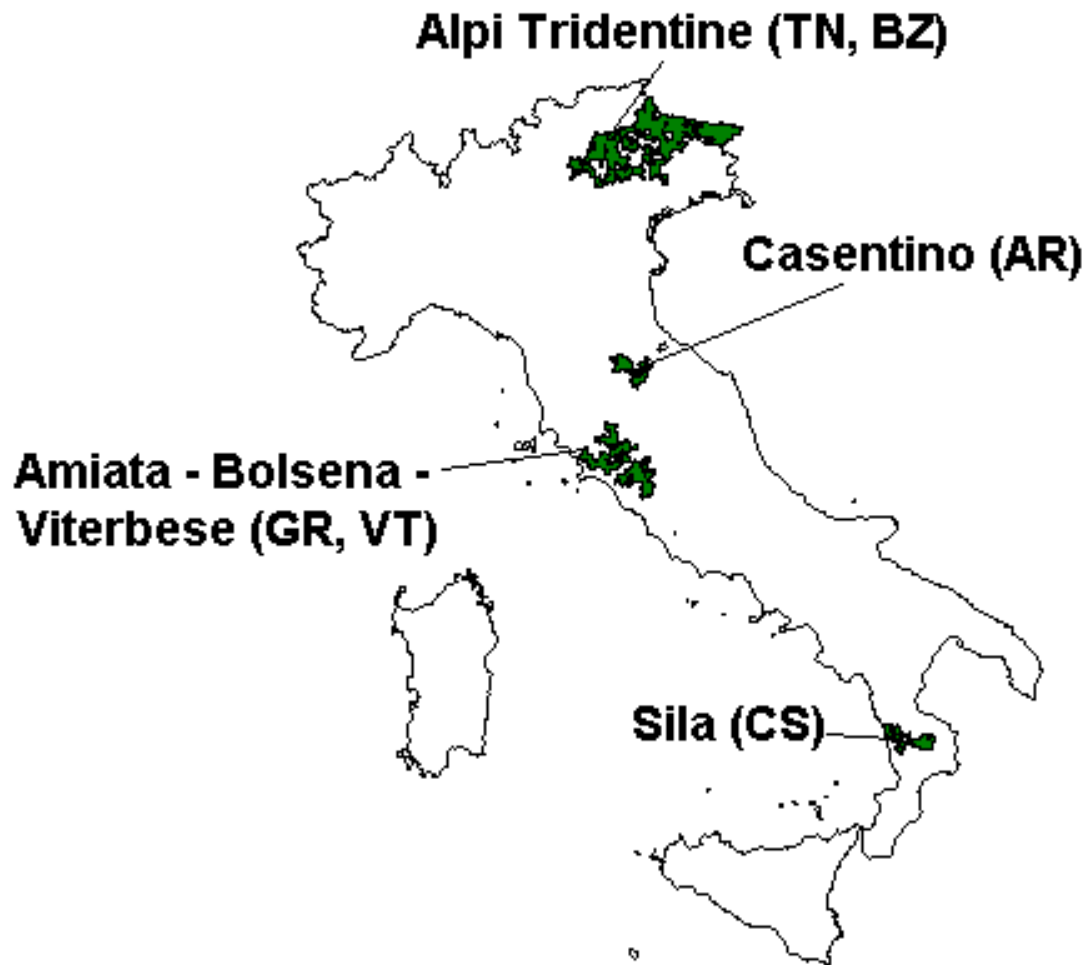 Alpi Tridentine (TN, BZ)
Casentino (AR)
Amiata - Bolsena -
Viterbese (GR, VT)
Sila (CS)